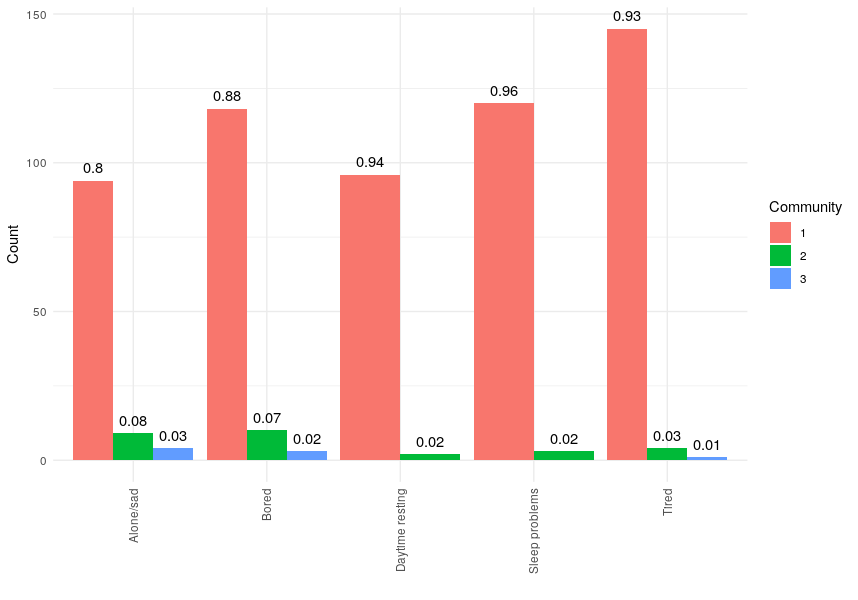 150
100
50
0
Count
0.8
0.08
0.03
0.88
0.07
0.02
0.94
0.02
0.96
0.02
0.93
0.03
0.01
Alone/sad
Bored
Daytime resting
Sleep problems
Tired
Community
1
2
3